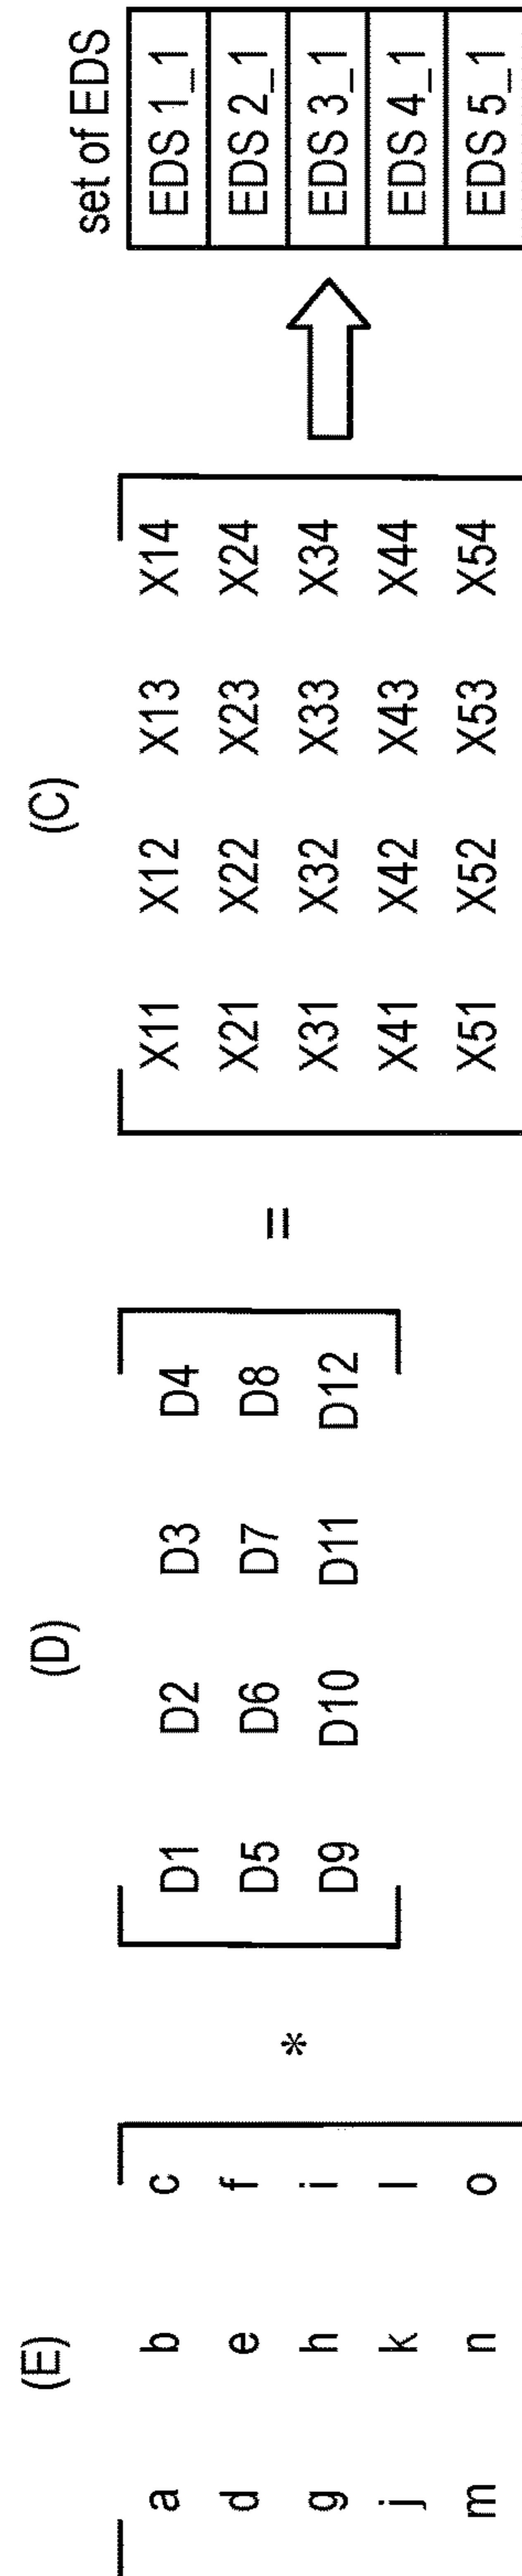 (E) (D) (C) set of EDS
a b c D1 D2 D3 D4 X11 X12 X13 X14 EDS 1_1
d e f D5 D6 D7 D8 X21 X22 X23 X24 EDS 2_1
g h i * D9 D10 D11 D12 = X31 X32 X33 X34 EDS 3_1
j k l X41 X42 X43 X44 EDS 4_1
m n o X51 X52 X53 X54 EDS 5_1